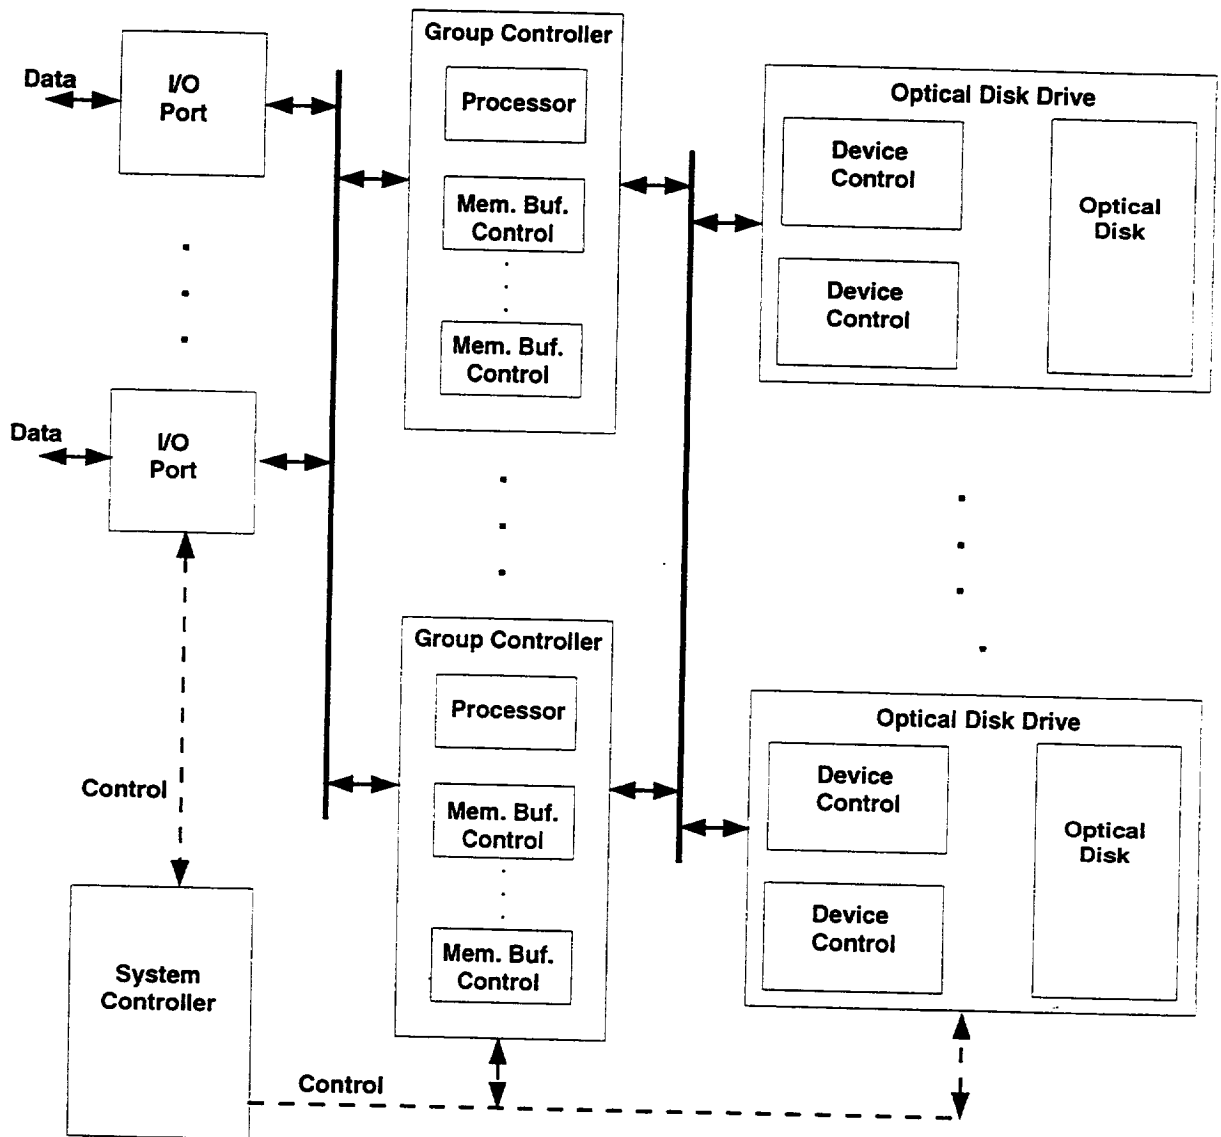 Data
I/O
Port
Group Controller
Processor
Mem. Buf.
Control
Mem. Buf.
Control
Optical Disk Drive
Device
Control
Device
Control
Optical
Disk
Data
I/O
Port
Control
System
Controller
Control
Group Controller
Processor
Mem. Buf.
Control
Mem. Buf.
Control
Optical Disk Drive
Device
Control
Device
Control
Optical
Disk